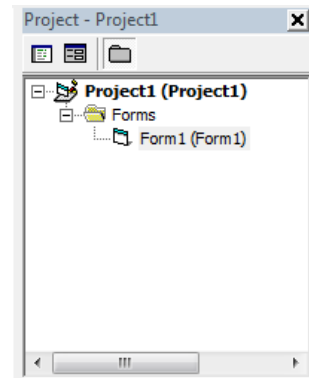 Project - Project1
Project1 (Project1)
Forms
Form1 (Form1)